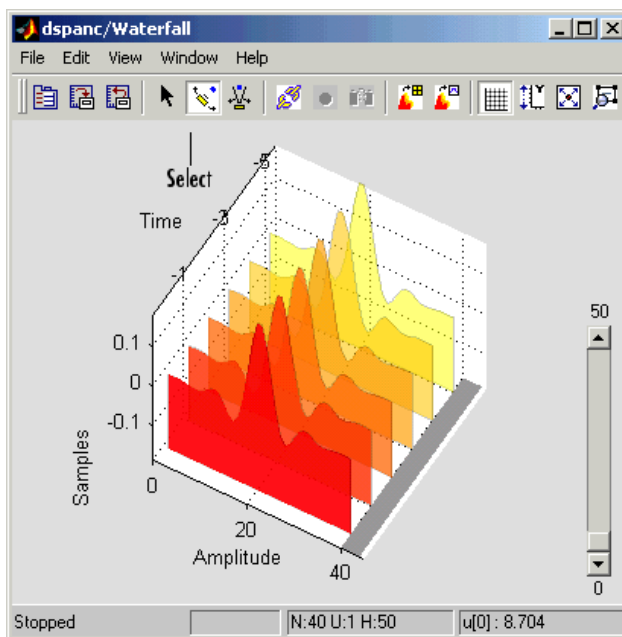 dspanc/Waterfall
File Edit View Window Help
Select
Time
-5
-3
-1
0.1
0
-0.1
Samples
0
20
40
Amplitude
50
0
Stopped
N:40 U:1 H:50
u[0] : 8.704